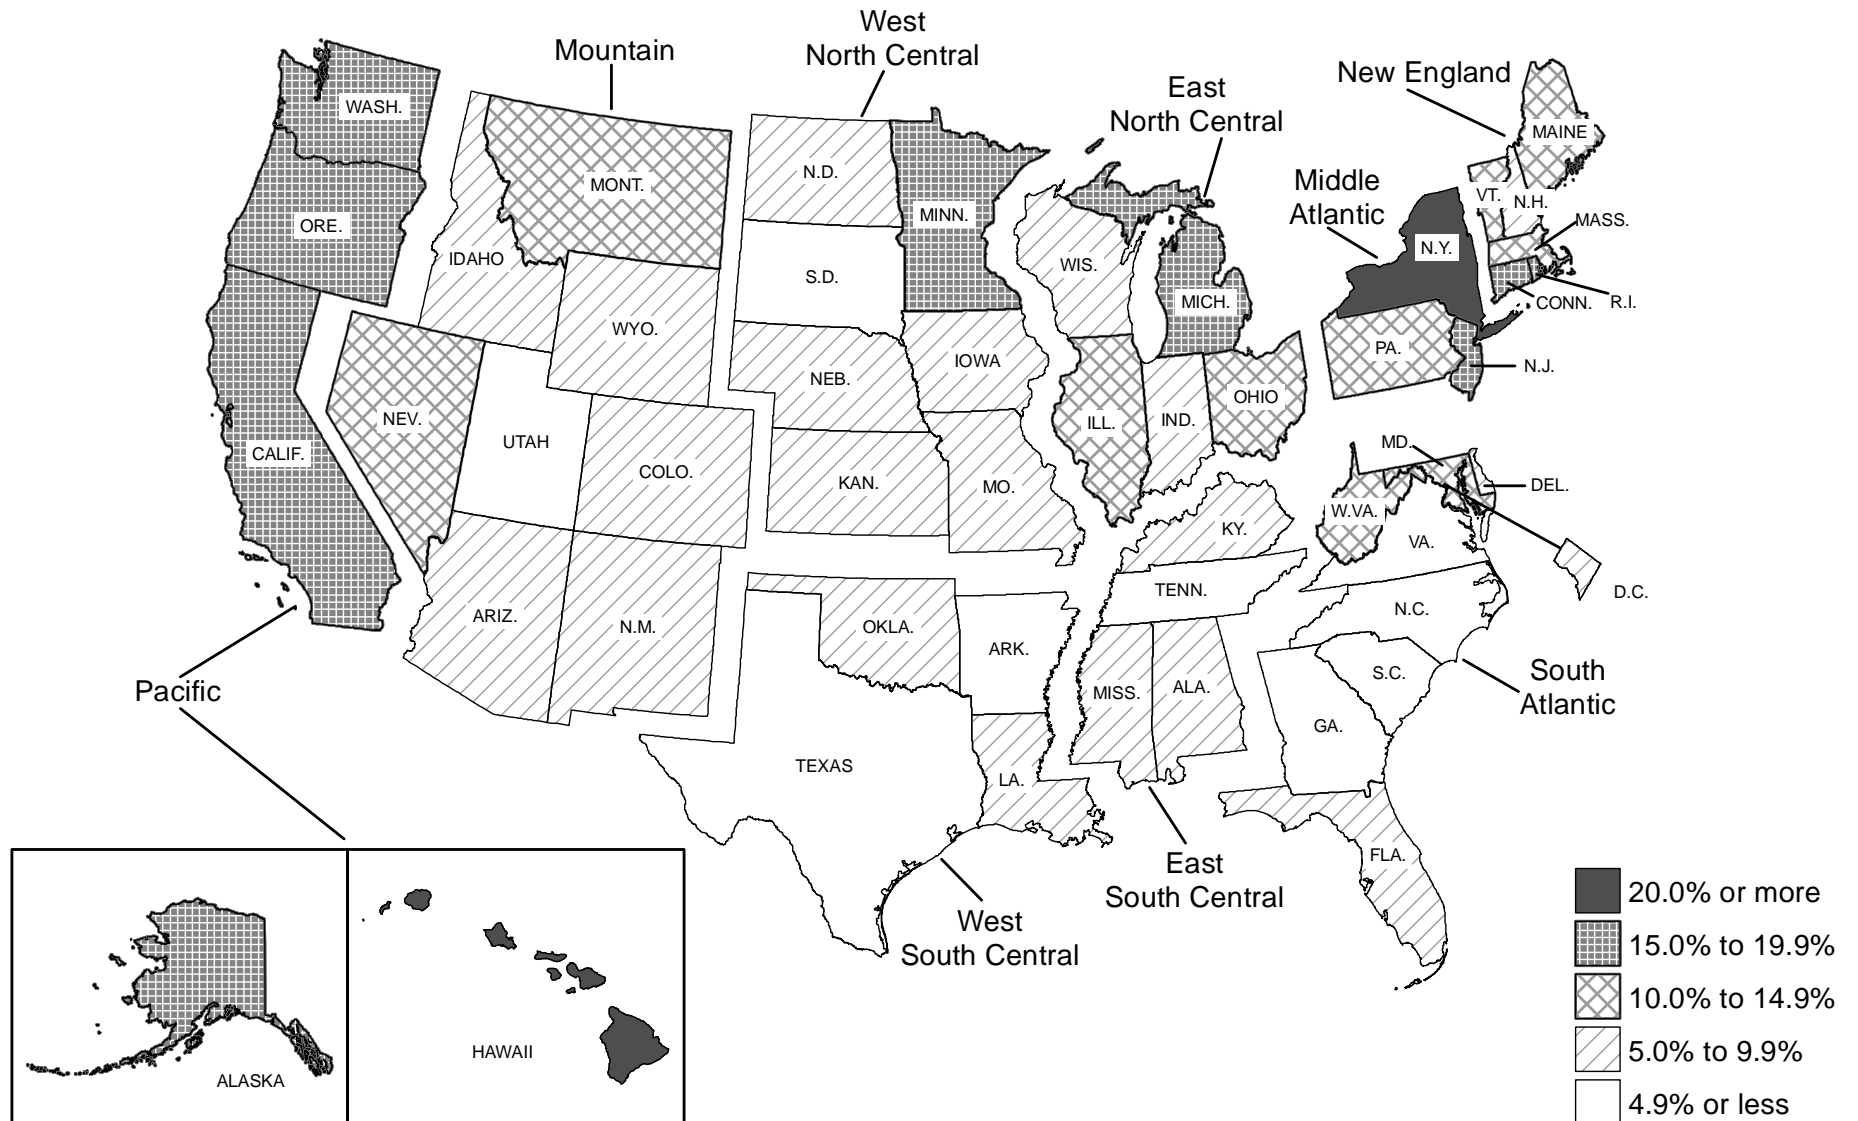 West
North Central
Mountain
New England
East
North Central
WASH.
MAINE
MONT.
N.D.
Middle
Atlantic
VT.
N.H.
MINN.
MASS.
ORE.
N.Y.
IDAHO
WIS.
S.D.
MICH.
CONN.
R.I.
WYO.
PA.
IOWA
N.J.
NEB.
OHIO
NEV.
IND.
ILL.
UTAH
MD.
CALIF.
COLO.
KAN.
MO.
DEL.
W.VA.
KY.
VA.
TENN.
D.C.
N.C.
ARIZ.
N.M.
OKLA.
ARK.
S.C.
South
Atlantic
Pacific
MISS.
ALA.
GA.
TEXAS
LA.
FLA.
East
South Central
West
South Central
HAWAII
ALASKA
20.0% or more
15.0% to 19.9%
10.0% to 14.9%
5.0% to 9.9%
4.9% or less